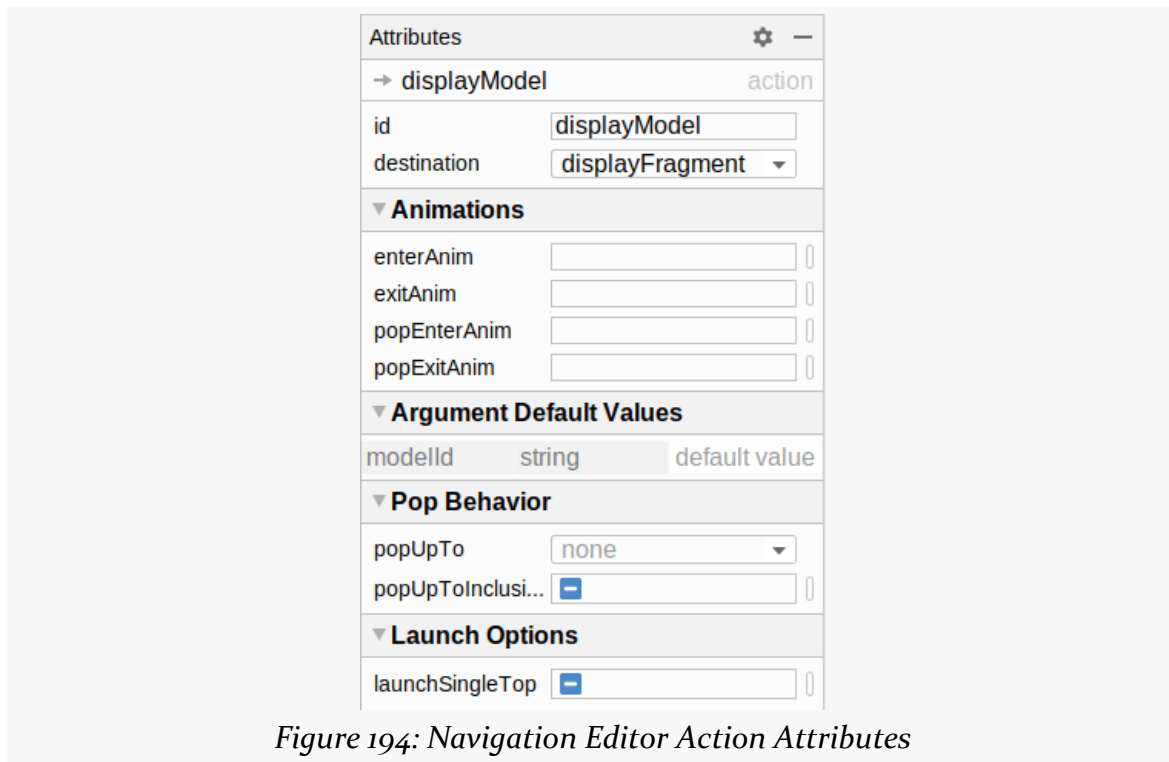 Attributes
displayModel action
id displayModel
destination displayFragment
Animations
enterAnim
exitAnim
popEnterAnim
popExitAnim
Argument Default Values
modelId string default value
Pop Behavior
popUpTo none
popUpToInclusi...
Launch Options
launchSingleTop
Figure 194: Navigation Editor Action Attributes